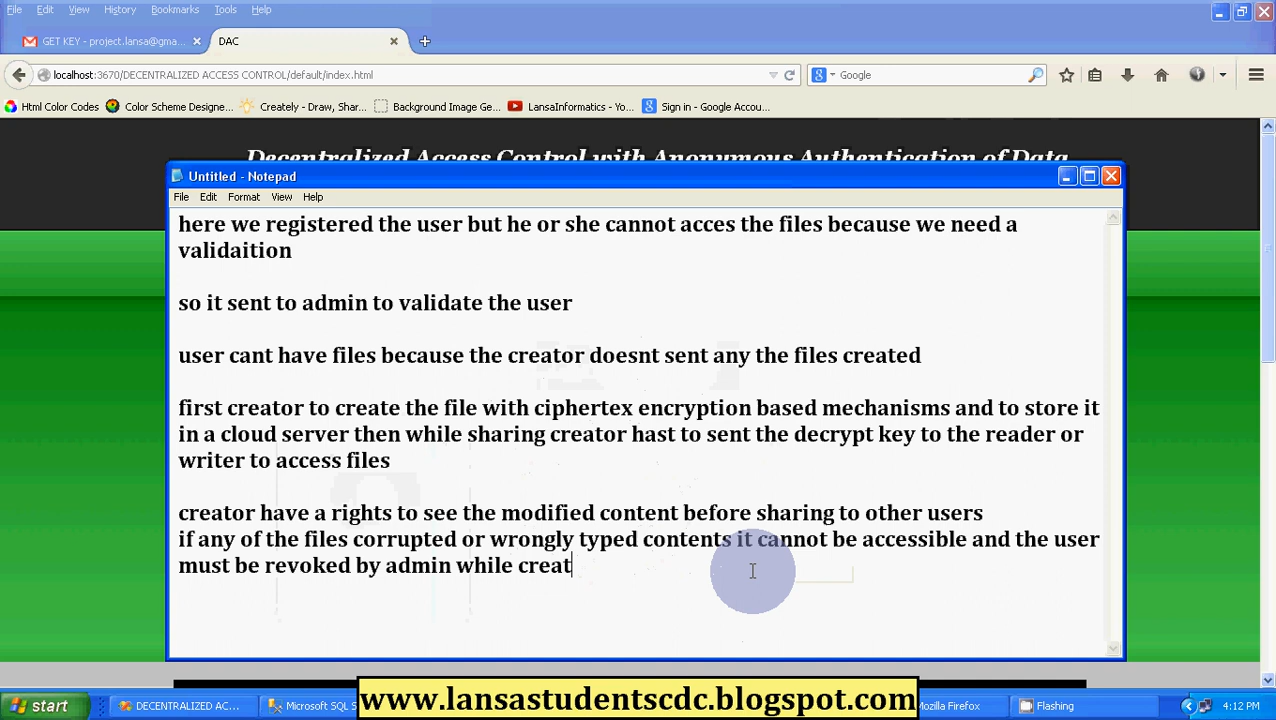 File Edit View History Bookmarks Tools Help
GET KEY - project.lansa@gma...
DAC
localhost:3670/DECENTRALIZED ACCESS CONTROL/default/index.html
Google
Html Color Codes
Color Scheme Designe...
Creately - Draw, Shar...
Background Image Ge...
LansaInformatics - Yo...
Sign in - Google Accou...
Decentralized Access Control with Anonymous Authentication of Data
Untitled - Notepad
File Edit Format View Help
here we registered the user but he or she cannot acces the files because we need a
validaition
so it sent to admin to validate the user
user cant have files because the creator doesnt sent any the files created
first creator to create the file with ciphertex encryption based mechanisms and to store it
in a cloud server then while sharing creator hast to sent the decrypt key to the reader or
writer to access files
creator have a rights to see the modified content before sharing to other users
if any of the files corrupted or wrongly typed contents it cannot be accessible and the user
must be revoked by admin while creat
www.lansastudentscdc.blogspot.com
start
DECENTRALIZED AC...
Microsoft SQL S
Firefox
Flashing
4:12 PM